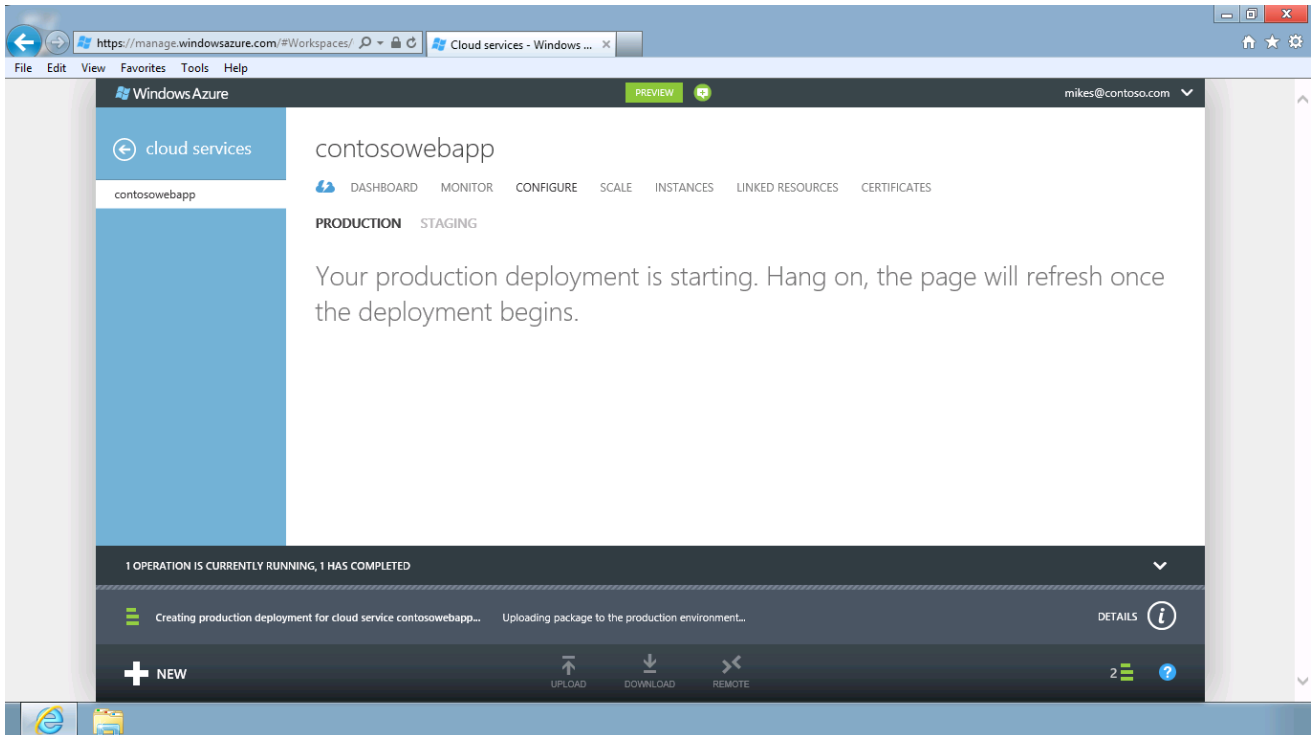 https://manage.windowsazure.com/#Workspaces/
Cloud services - Windows ...
File Edit View Favorites Tools Help
Windows Azure
PREVIEW
mikes@contoso.com
cloud services
contosowebapp
contosowebapp
DASHBOARD MONITOR CONFIGURE SCALE INSTANCES LINKED RESOURCES CERTIFICATES
PRODUCTION STAGING
Your production deployment is starting. Hang on, the page will refresh once
the deployment begins.
1 OPERATION IS CURRENTLY RUNNING, 1 HAS COMPLETED
Creating production deployment for cloud service contosowebapp... Uploading package to the production environment...
DETAILS i
NEW
UPLOAD DOWNLOAD REMOTE
2
?